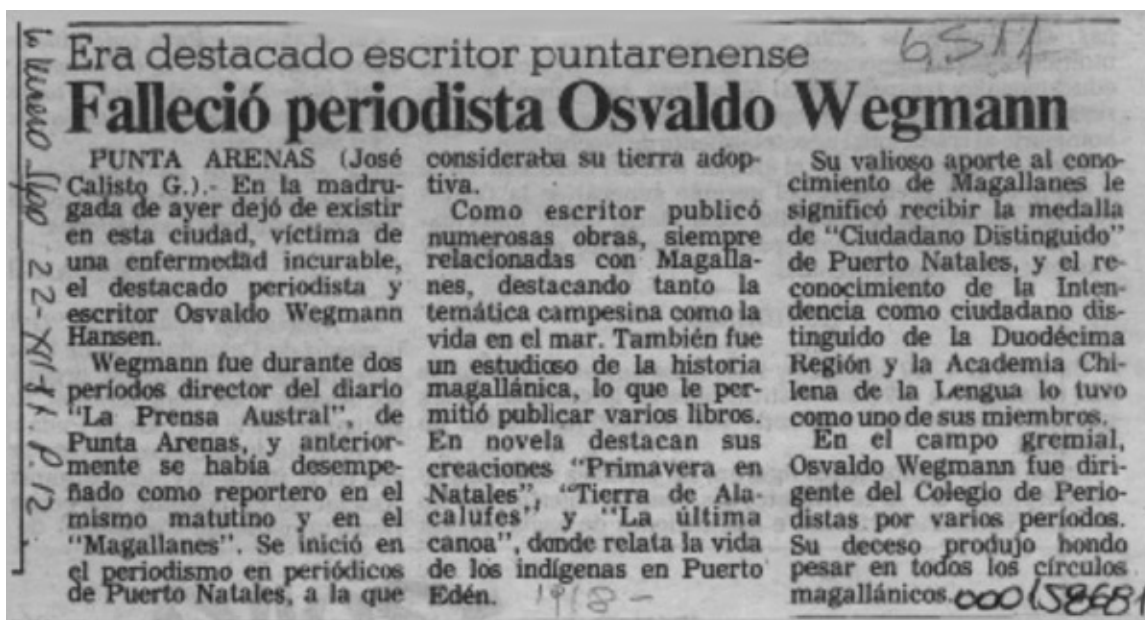 Era destacado escritor puntarenense
Falleció periodista Osvaldo Wegmann
PUNTA ARENAS (José
Calisto G.).- En la madru-
gada de ayer dejó de existir
en esta ciudad, víctima de
una enfermedad incurable,
el destacado periodista y
escritor Osvaldo Wegmann
Hansen.
Wegmann fue durante dos
períodos director del diario
"La Prensa Austral", de
Punta Arenas, y anterior-
mente se había desempe-
ñado como reportero en el
mismo matutino y en el
"Magallanes". Se inició en
el periodismo en periódicos
de Puerto Natales, a la que
consideraba su tierra adop-
tiva.
Como escritor publicó
numerosas obras, siempre
relacionadas con Magalla-
nes, destacando tanto la
temática campesina como la
vida en el mar. También fue
un estudioso de la historia
magallánica, lo que le per-
mitió publicar varios libros.
En novela destacan sus
creaciones "Primavera en
Natales", "Tierra de Ala-
calufes" y "La última
canoa", donde relata la vida
de los indígenas en Puerto
Edén.
1918-
Su valioso aporte al cono-
cimiento de Magallanes le
significó recibir la medalla
de "Ciudadano Distinguido"
de Puerto Natales, y el re-
conocimiento de la Inten-
dencia como ciudadano dis-
tinguido de la Duodécima
Región y la Academia Chi-
lena de la Lengua lo tuvo
como uno de sus miembros.
En el campo gremial,
Osvaldo Wegmann fue diri-
gente del Colegio de Perio-
distas por varios períodos.
Su deceso produjo hondo
pesar en todos los círculos
magallánicos.
000158681